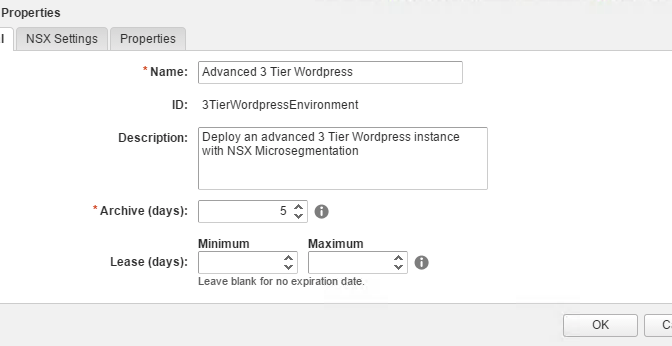 Properties
l NSX Settings Properties
* Name: Advanced 3 Tier Wordpress
ID: 3TierWordpressEnvironment
Description: Deploy an advanced 3 Tier Wordpress instance
with NSX Microsegmentation
* Archive (days): 5
Minimum Maximum
Lease (days):
Leave blank for no expiration date.
OK C